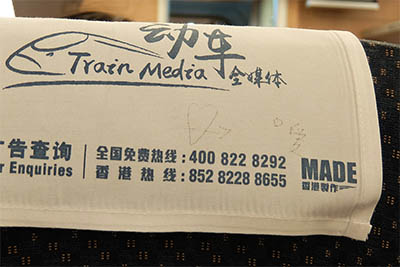 动车
Train Media 全媒体
告查询
Enquiries
全国免费热线：400 822 8292
香港热线：852 8228 8655
MADE
香港製作